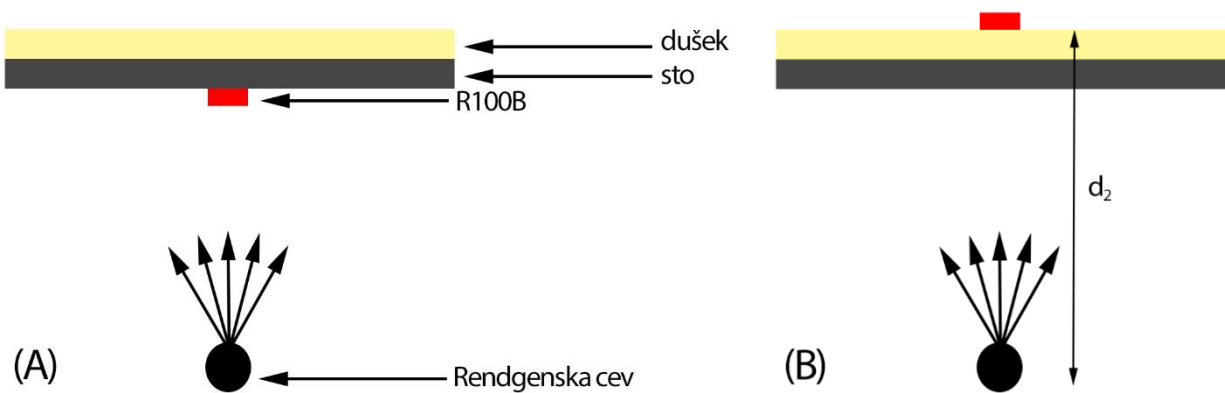 dušek
sto
R100B
d₂
(A)
Rendgenska cev
(B)